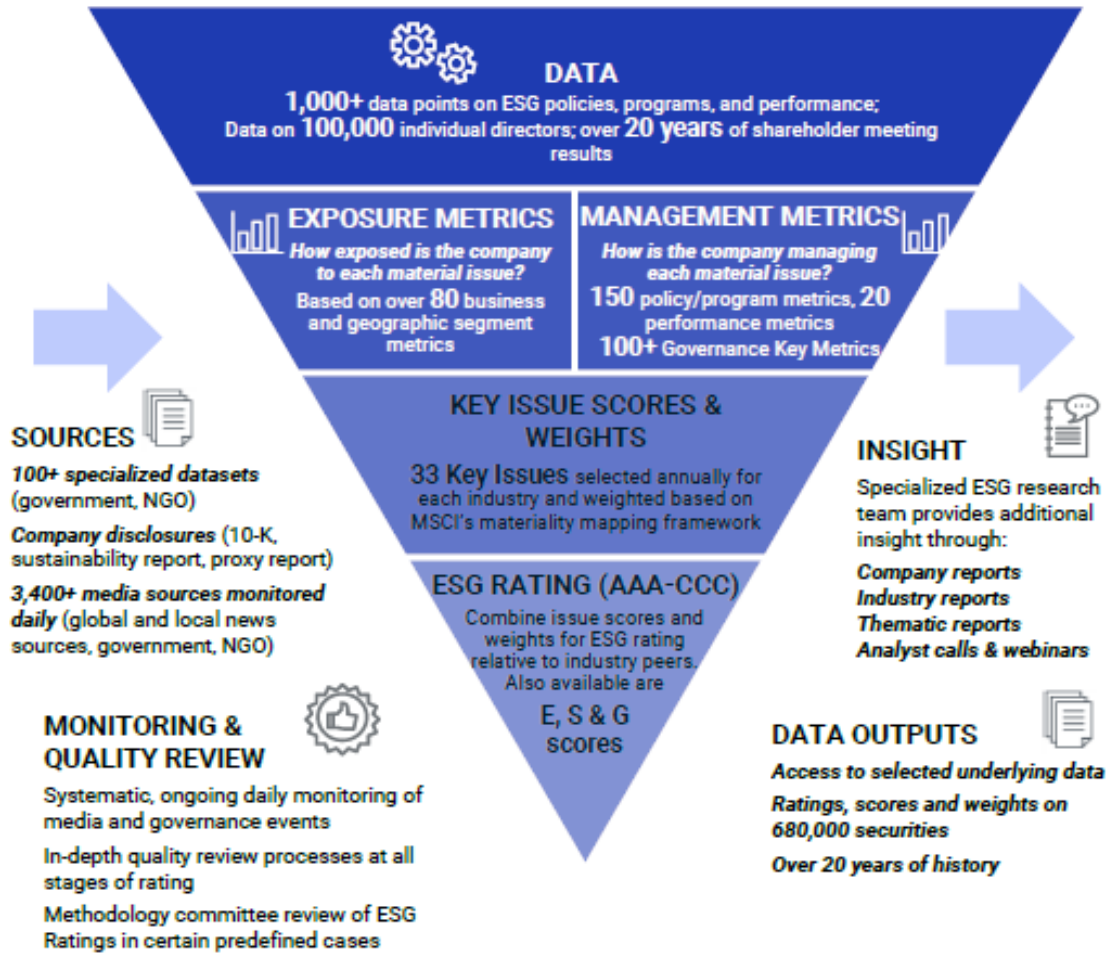 DATA
1,000+ data points on ESG policies, programs, and performance;
Data on 100,000 individual directors; over 20 years of shareholder meeting
results
EXPOSURE METRICS
How exposed is the company
to each material issue?
Based on over 80 business
and geographic segment
metrics
MANAGEMENT METRICS
How is the company managing
each material issue?
150 policy/program metrics, 20
performance metrics
100+ Governance Key Metrics
KEY ISSUE SCORES &
WEIGHTS
33 Key Issues selected annually for
each industry and weighted based on
MSCI's materiality mapping framework
ESG RATING (AAA-CCC)
Combine issue scores and
weights for ESG rating
relative to industry peers.
Also available are
E, S & G
scores
SOURCES
100+ specialized datasets
(government, NGO)
Company disclosures (10-K,
sustainability report, proxy report)
3,400+ media sources monitored
daily (global and local news
sources, government, NGO)
MONITORING &
QUALITY REVIEW
Systematic, ongoing daily monitoring of
media and governance events
In-depth quality review processes at all
stages of rating
Methodology committee review of ESG
Ratings in certain predefined cases
INSIGHT
Specialized ESG research
team provides additional
insight through:
Company reports
Industry reports
Thematic reports
Analyst calls & webinars
DATA OUTPUTS
Access to selected underlying data
Ratings, scores and weights on
680,000 securities
Over 20 years of history